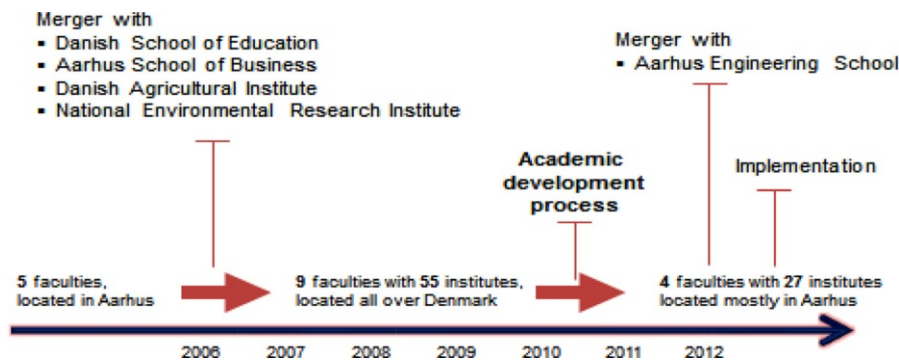 Merger with
▪ Danish School of Education
▪ Aarhus School of Business
▪ Danish Agricultural Institute
▪ National Environmental Research Institute
Merger with
▪ Aarhus Engineering School
Academic
development
process
Implementation
5 faculties,
located in Aarhus
9 faculties with 55 institutes,
located all over Denmark
4 faculties with 27 institutes
located mostly in Aarhus
2006 2007 2008 2009 2010 2011 2012